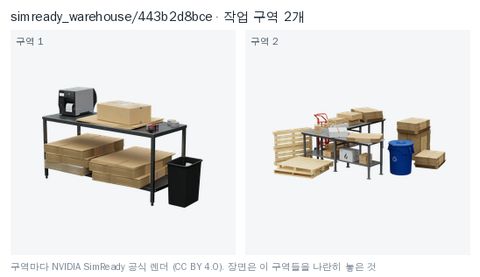 simready_warehouse/443b2d8bce · 작업 구역 2개
구역 1
구역 2
구역마다 NVIDIA SimReady 공식 렌더 (CC BY 4.0). 장면은 이 구역들을 나란히 놓은 것